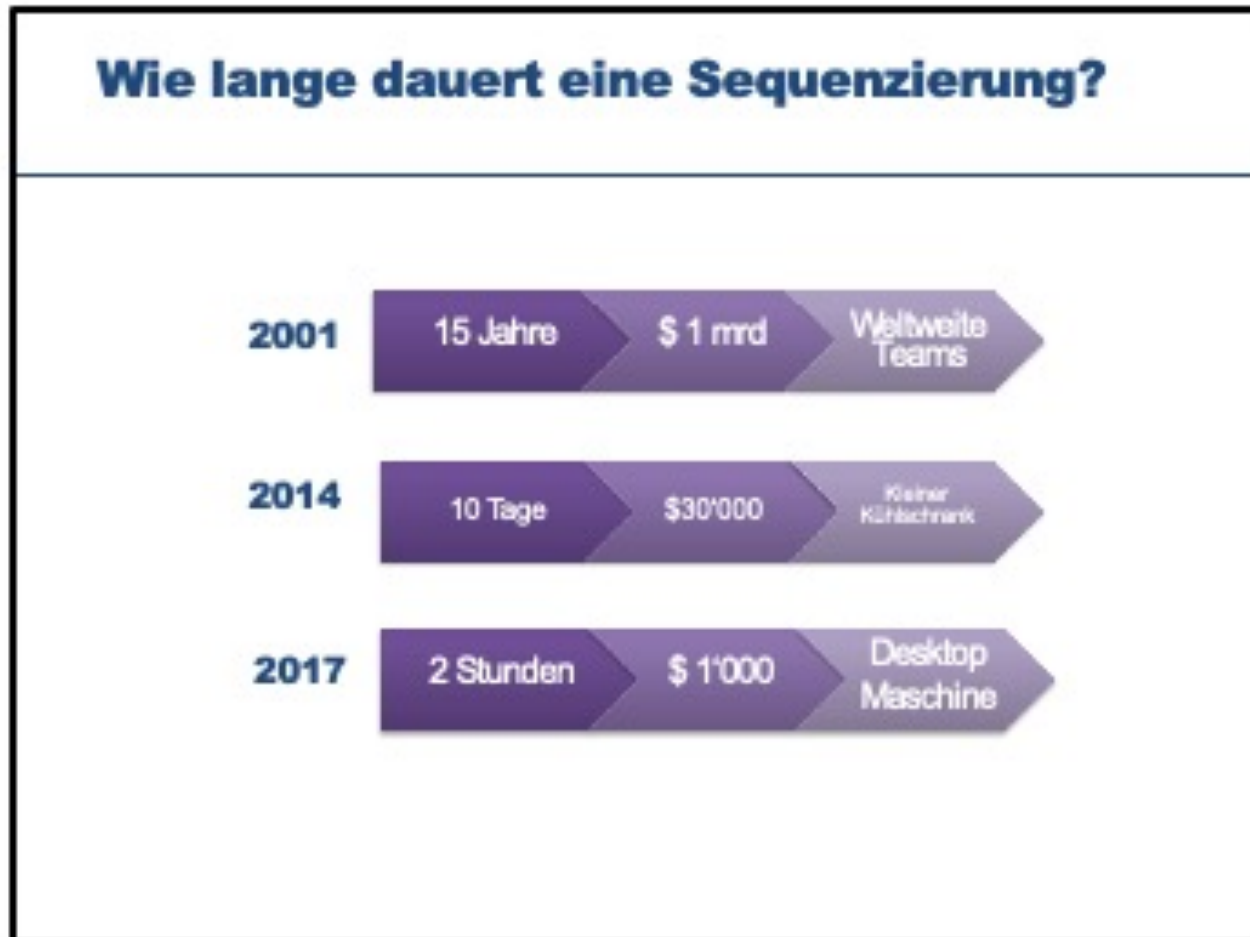 Wie lange dauert eine Sequenzierung?
2001
15 Jahre
$ 1 mrd
Weltweite
Teams
2014
10 Tage
$30'000
Kleiner
Kühlschrank
2017
2 Stunden
$ 1'000
Desktop
Maschine